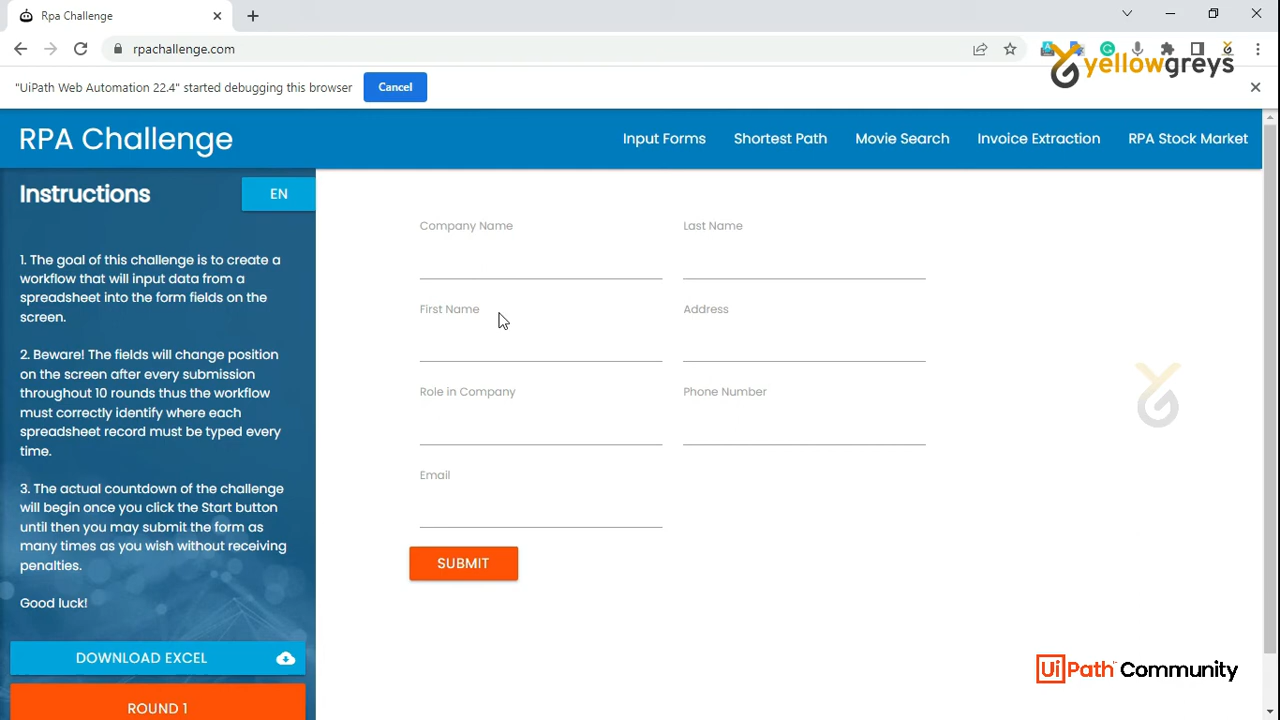 Rpa Challenge
rpachallenge.com
yellowgreys
"UiPath Web Automation 22.4" started debugging this browser
Cancel
RPA Challenge
Input Forms
Shortest Path
Movie Search
Invoice Extraction
RPA Stock Market
Instructions
EN
1. The goal of this challenge is to create a
workflow that will input data from a
spreadsheet into the form fields on the
screen.
2. Beware! The fields will change position
on the screen after every submission
throughout 10 rounds thus the workflow
must correctly identify where each
spreadsheet record must be typed every
time.
3. The actual countdown of the challenge
will begin once you click the Start button
until then you may submit the form as
many times as you wish without receiving
penalties.
Good luck!
DOWNLOAD EXCEL
ROUND 1
Company Name
Last Name
First Name
Address
Role in Company
Phone Number
Email
SUBMIT
UiPath Community